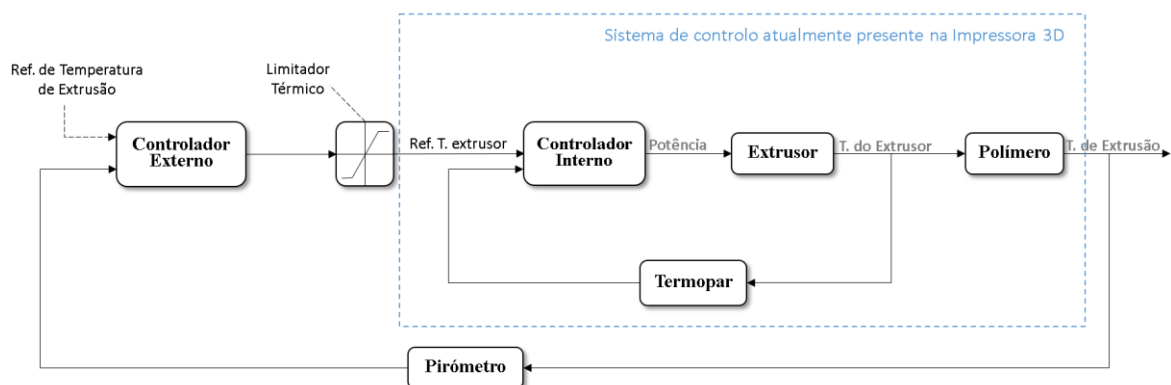 Sistema de controlo atualmente presente na Impressora 3D
Ref. de Temperatura
de Extrusão
Limitador
Térmico
Controlador
Externo
Ref. T. extrusor
Controlador
Interno
Potência
Extrusor
T. do Extrusor
Polímero
T. de Extrusão
Termopar
Pirómetro